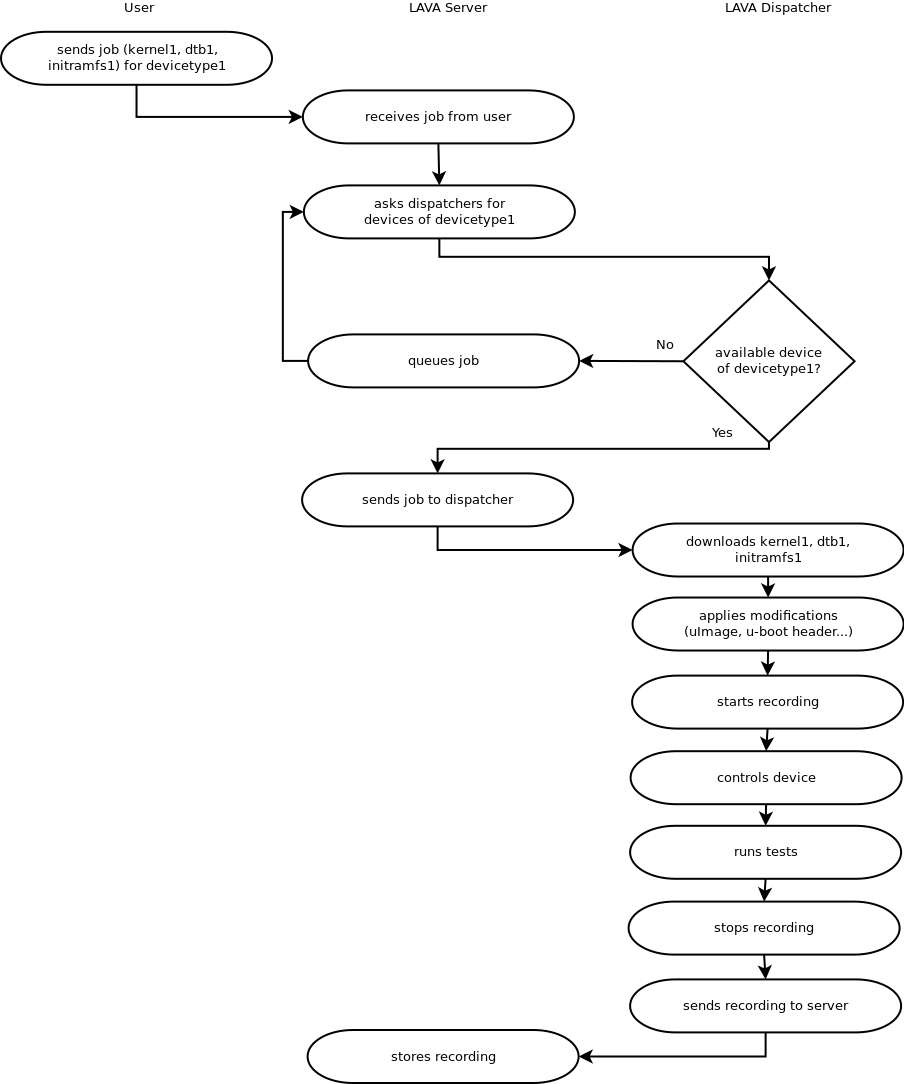 User
LAVA Server
LAVA Dispatcher
sends job (kernel1, dtb1,
initramfs1) for devicetype1
receives job from user
asks dispatchers for
devices of devicetype1
available device
of devicetype1?
No
queues job
Yes
sends job to dispatcher
downloads kernel1, dtb1,
initramfs1
applies modifications
(uImage, u-boot header...)
starts recording
controls device
runs tests
stops recording
sends recording to server
stores recording